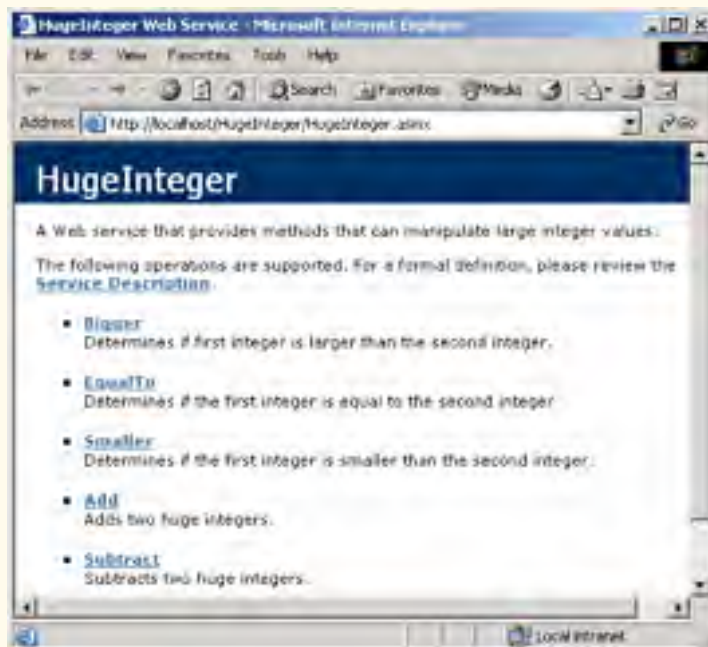 HugeInteger Web Service - Microsoft Internet Explorer
File Edit View Favorites Tools Help
Search Favorites Media
Address http://localhost/HugeInteger/HugeInteger.asmx Go
HugeInteger
A Web service that provides methods that can manipulate large integer values.
The following operations are supported. For a formal definition, please review the
Service Description.
Bigger
Determines if first integer is larger than the second integer.
EqualTo
Determines if the first integer is equal to the second integer
Smaller
Determines if the first integer is smaller than the second integer.
Add
Adds two huge integers.
Subtract
Subtracts two huge integers.
Local intranet